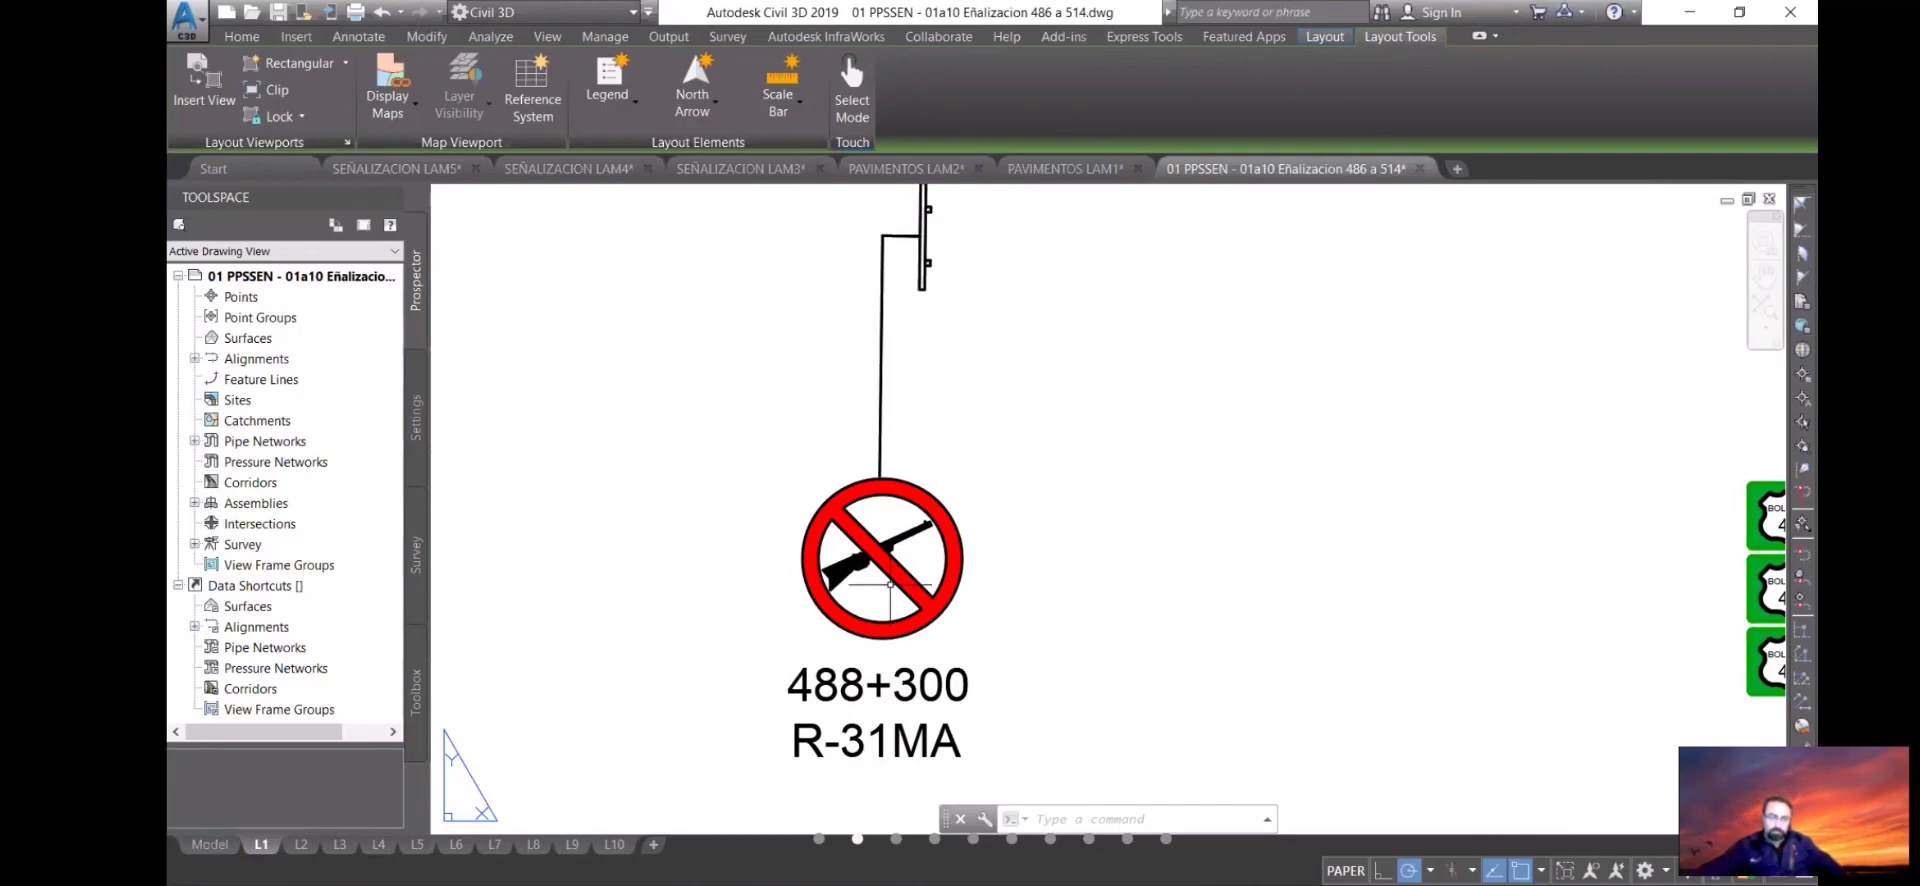 C3D
Civil 3D
Autodesk Civil 3D 2019 01 PPSSEN - 01a10 Eñalizacion 486 a 514.dwg
Type a keyword or phrase
Sign In
Home Insert Annotate Modify Analyze View Manage Output Survey Autodesk InfraWorks Collaborate Help Add-ins Express Tools Featured Apps Layout Layout Tools
Insert View
Rectangular
Clip
Lock
Display Maps
Layer Visibility
Reference System
Legend
North Arrow
Scale Bar
Select Mode
Layout Viewports
Map Viewport
Layout Elements
Touch
Start
SEÑALIZACION LAM5*
SEÑALIZACION LAM4*
SEÑALIZACION LAM3*
PAVIMENTOS LAM2*
PAVIMENTOS LAM1*
01 PPSSEN - 01a10 Eñalizacion 486 a 514*
TOOLSPACE
Active Drawing View
01 PPSSEN - 01a10 Eñalizacio...
Points
Point Groups
Surfaces
Alignments
Feature Lines
Sites
Catchments
Pipe Networks
Pressure Networks
Corridors
Assemblies
Intersections
Survey
View Frame Groups
Data Shortcuts []
Surfaces
Alignments
Pipe Networks
Pressure Networks
Corridors
View Frame Groups
Prospector
Settings
Survey
Toolbox
488+300
R-31MA
BOL
4
BOL
4
BOL
4
Y
X
Type a command
Model L1 L2 L3 L4 L5 L6 L7 L8 L9 L10
PAPER